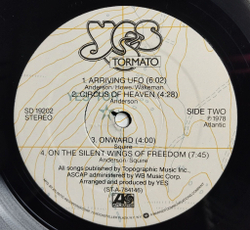 YES
TORMATO
1. ARRIVING UFO (6:02)
Anderson, Howe, Wakeman
2. CIRCUS OF HEAVEN (4:28)
Anderson
SD 19202
STEREO
SIDE TWO
℗ 1978
Atlantic
3. ONWARD (4:00)
Squire
4. ON THE SILENT WINGS OF FREEDOM (7:45)
Anderson, Squire
All songs published by Topographic Music Inc.
ASCAP administered by WB Music Corp.
Arranged and produced by YES
(ST-A-784146)